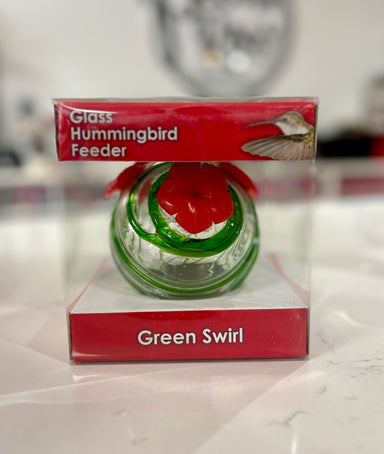 Glass
Hummingbird
Feeder
Green Swirl